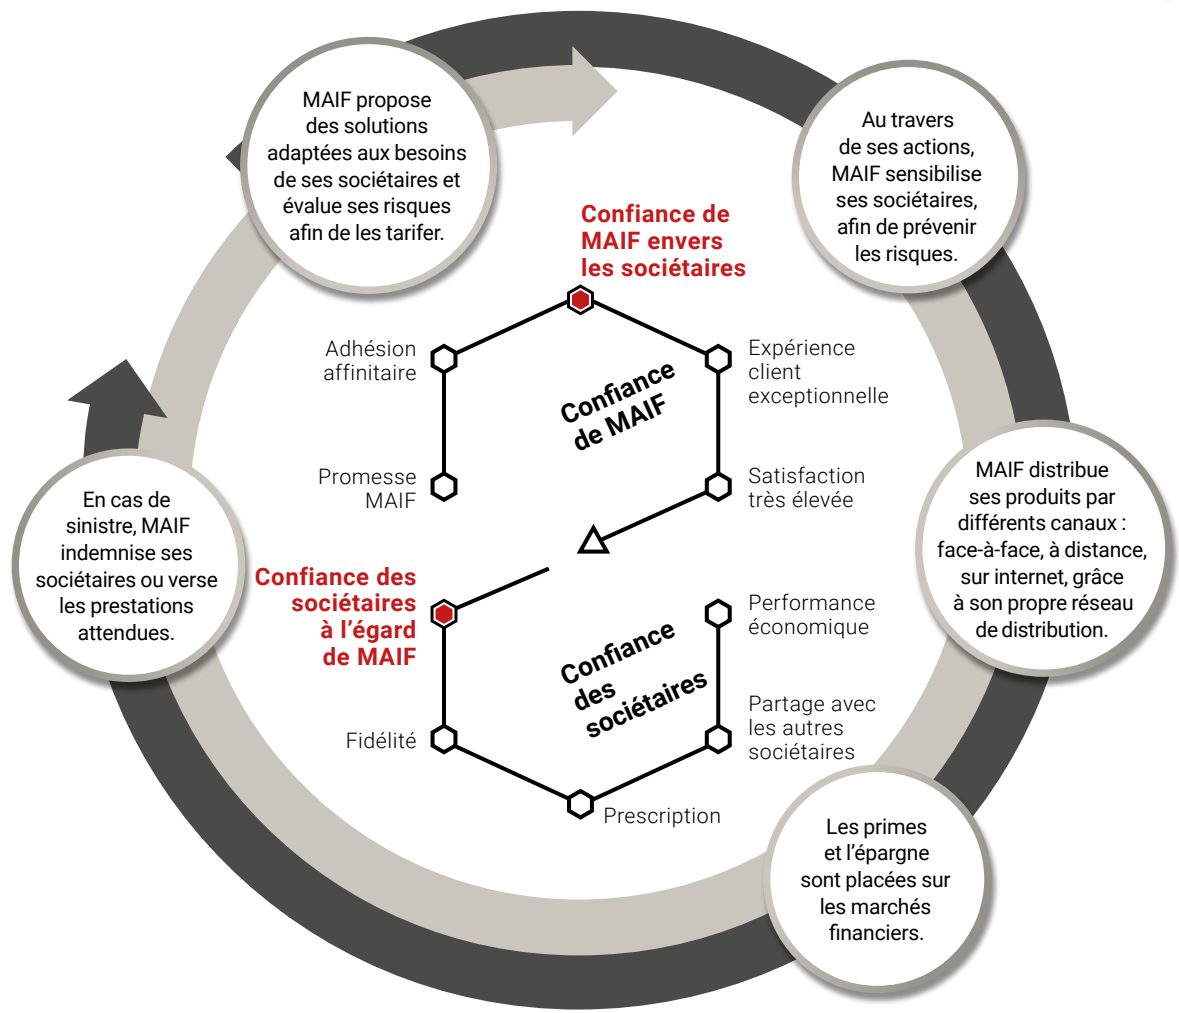 MAIF propose
des solutions
adaptées aux besoins
de ses sociétaires et
évalue ses risques
afin de les tarifer.
Au travers
de ses actions,
MAIF sensibilise
ses sociétaires,
afin de prévenir
les risques.
MAIF distribue
ses produits par
différents canaux :
face-à-face, à distance,
sur internet, grâce
à son propre réseau
de distribution.
Les primes
et l’épargne
sont placées sur
les marchés
financiers.
En cas de
sinistre, MAIF
indemnise ses
sociétaires ou verse
les prestations
attendues.
Confiance de
MAIF envers
les sociétaires
Adhésion
affinitaire
Promesse
MAIF
Expérience
client
exceptionnelle
Satisfaction
très élevée
Confiance
de MAIF
Confiance des
sociétaires
à l’égard
de MAIF
Fidélité
Prescription
Partage avec
les autres
sociétaires
Performance
économique
Confiance
des
sociétaires